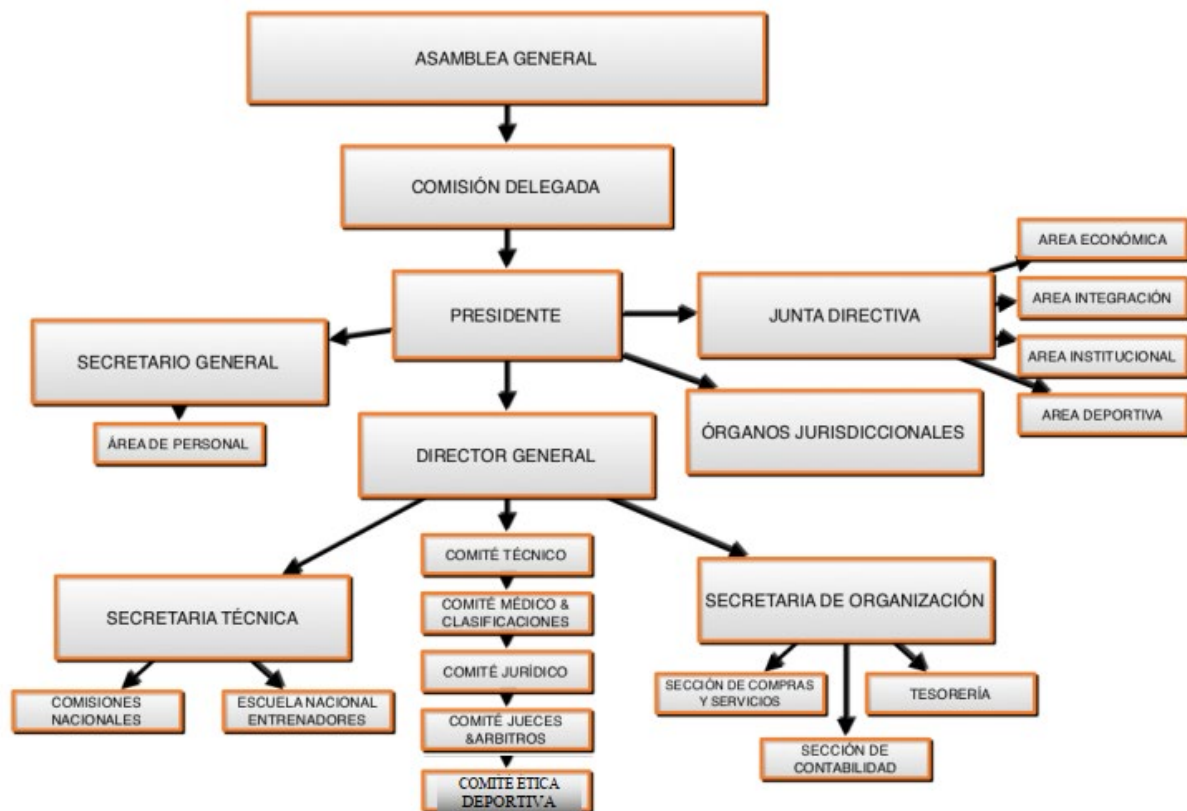 ASAMBLEA GENERAL
COMISIÓN DELEGADA
PRESIDENTE
JUNTA DIRECTIVA
AREA ECONÓMICA
AREA INTEGRACIÓN
AREA INSTITUCIONAL
AREA DEPORTIVA
SECRETARIO GENERAL
ÁREA DE PERSONAL
ÓRGANOS JURISDICCIONALES
DIRECTOR GENERAL
SECRETARIA TÉCNICA
COMISIONES
NACIONALES
ESCUELA NACIONAL
ENTRENADORES
COMITÉ TÉCNICO
COMITÉ MÉDICO &
CLASIFICACIONES
COMITÉ JURÍDICO
COMITÉ JUECES
&ARBITROS
COMITÉ ÉTICA
DEPORTIVA
SECRETARIA DE ORGANIZACIÓN
SECCIÓN DE COMPRAS
Y SERVICIOS
TESORERÍA
SECCIÓN DE
CONTABILIDAD